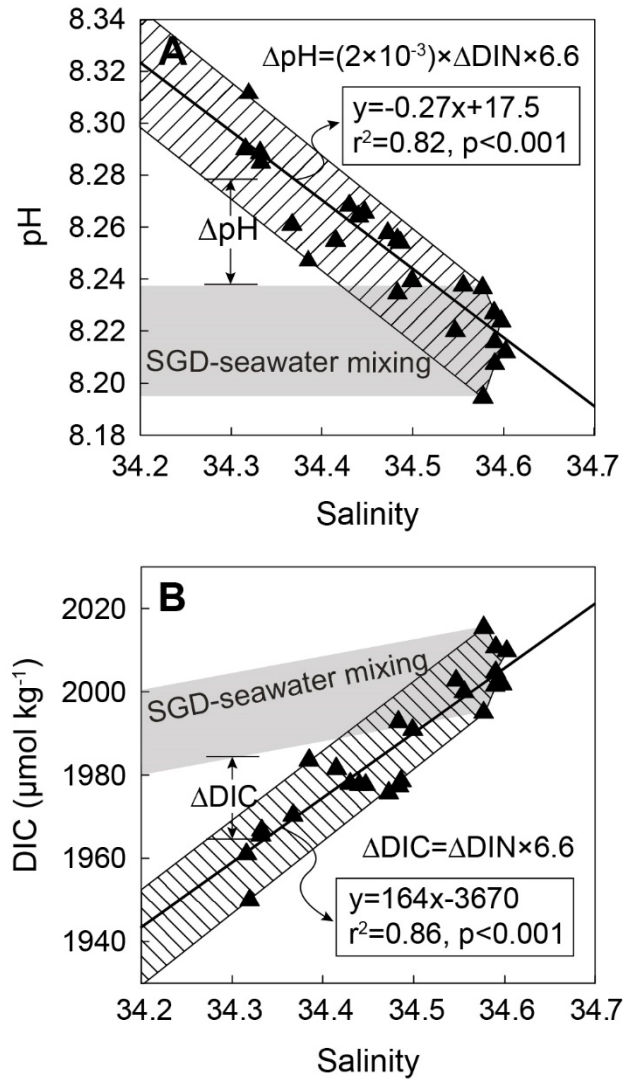 A
ΔpH=(2×10⁻³)×ΔDIN×6.6
y=-0.27x+17.5
r²=0.82, p<0.001
ΔpH
SGD-seawater mixing
pH
8.34
8.32
8.30
8.28
8.26
8.24
8.22
8.20
8.18
34.2 34.3 34.4 34.5 34.6 34.7
Salinity
B
SGD-seawater mixing
ΔDIC
ΔDIC=ΔDIN×6.6
y=164x-3670
r²=0.86, p<0.001
DIC (µmol kg⁻¹)
2020
2000
1980
1960
1940
34.2 34.3 34.4 34.5 34.6 34.7
Salinity